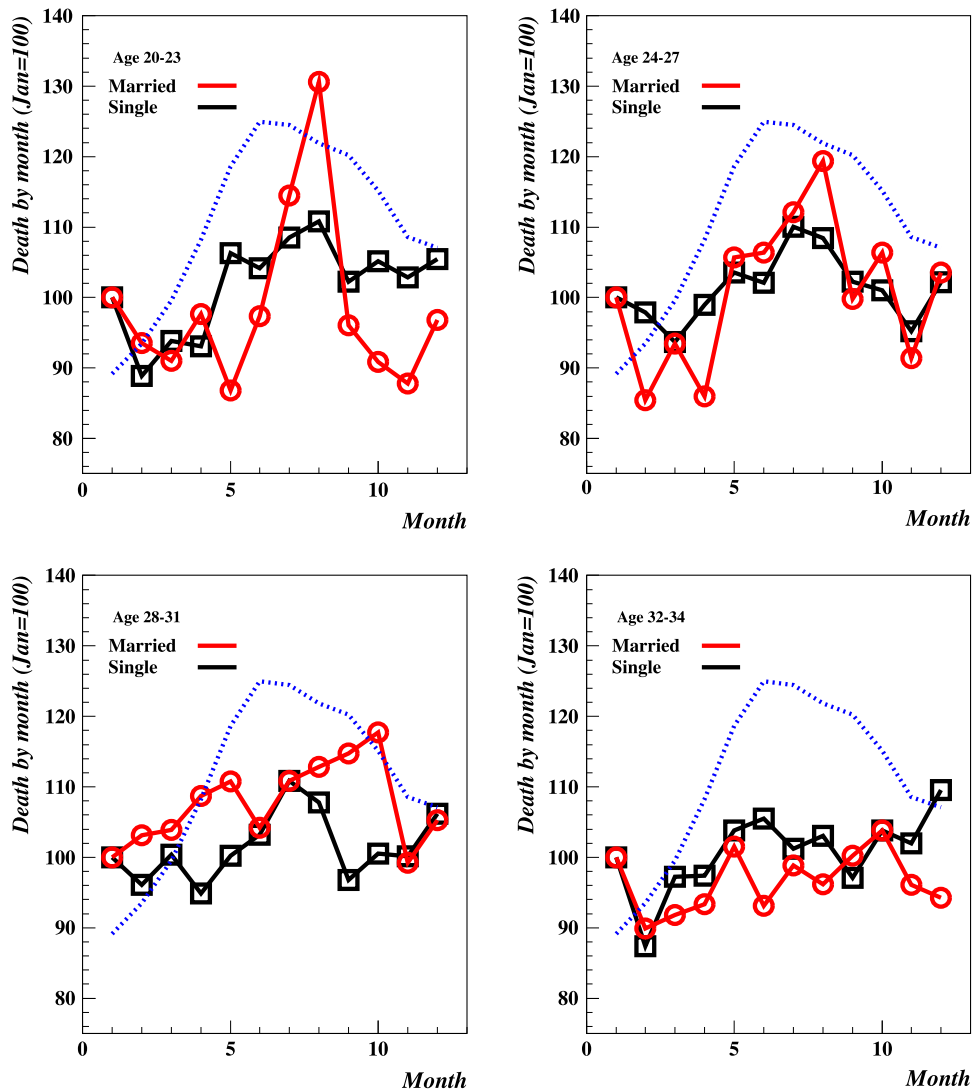 Death by month (Jan=100)
140
130
120
110
100
90
80
Age 20-23
Married
Single
0
5
10
Month
Death by month (Jan=100)
140
130
120
110
100
90
80
Age 24-27
Married
Single
0
5
10
Month
Death by month (Jan=100)
140
130
120
110
100
90
80
Age 28-31
Married
Single
0
5
10
Month
Death by month (Jan=100)
140
130
120
110
100
90
80
Age 32-34
Married
Single
0
5
10
Month